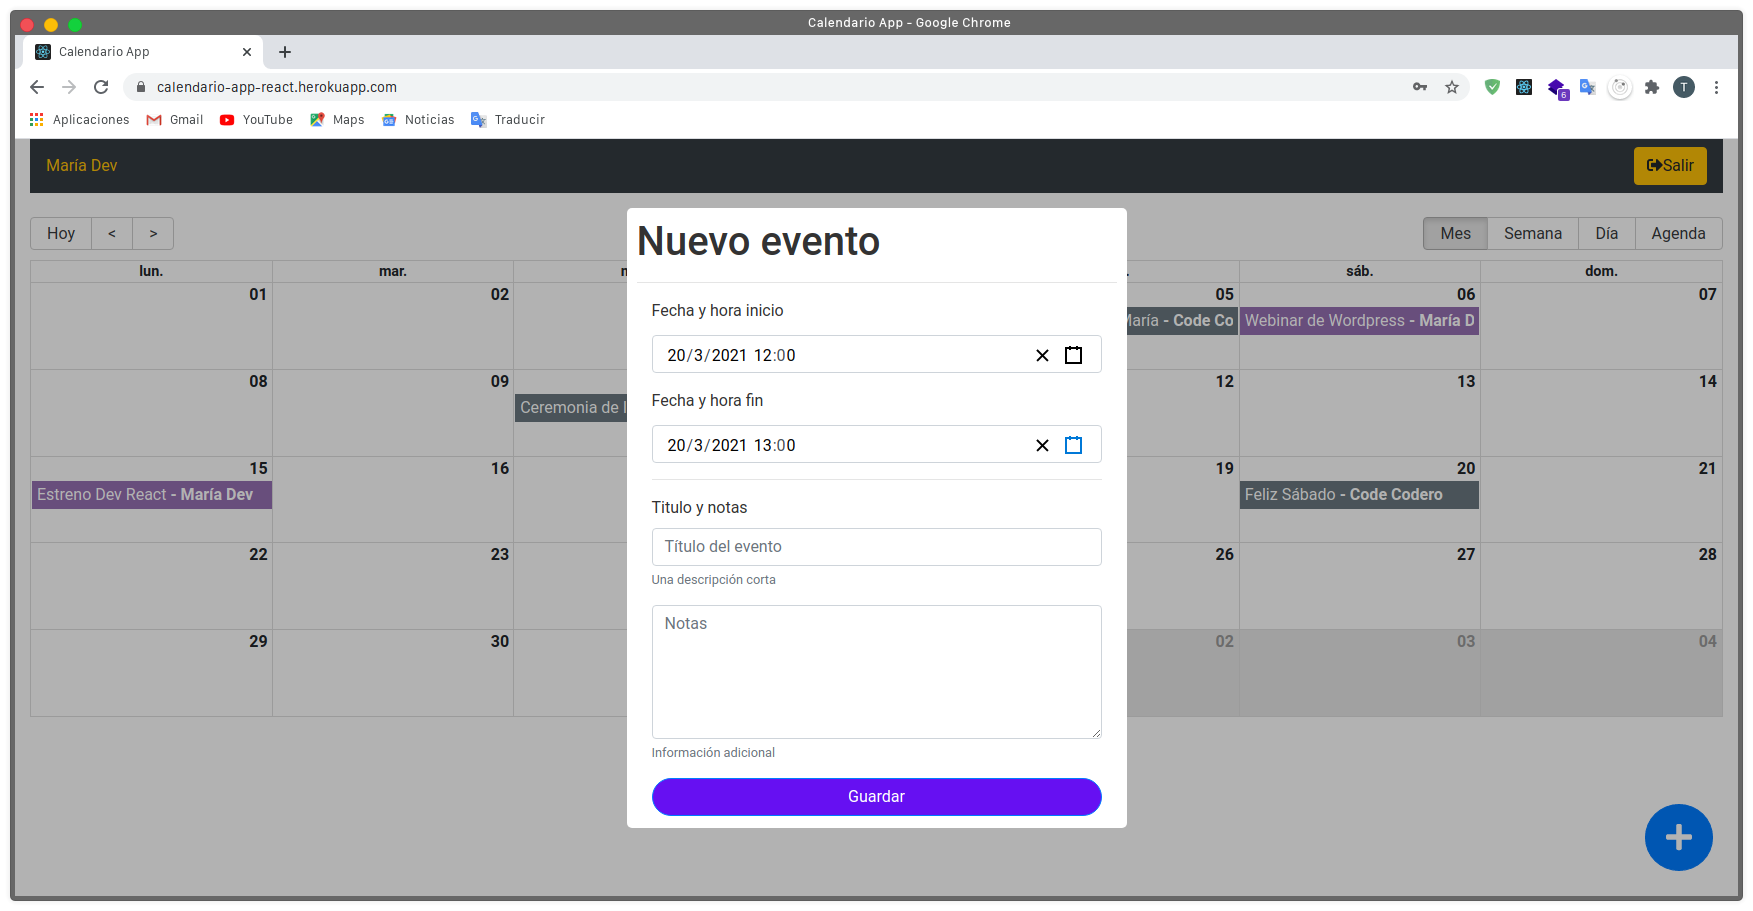 Calendario App - Google Chrome
Calendario App
calendario-app-react.herokuapp.com
6
T
Aplicaciones Gmail YouTube Maps Noticias Traducir
María Dev
Salir
Hoy < >
Mes Semana Día Agenda
lun. mar. sáb. dom.
01 02 05 06 07
María - Code Co
Webinar de Wordpress - María D
08 09 12 13 14
Ceremonia de
15 16 19 20 21
Estreno Dev React - María Dev
Feliz Sábado - Code Codero
22 23 26 27 28
29 30 02 03 04
Nuevo evento
Fecha y hora inicio
20/3/2021 12:00
Fecha y hora fin
20/3/2021 13:00
Titulo y notas
Título del evento
Una descripción corta
Notas
Información adicional
Guardar